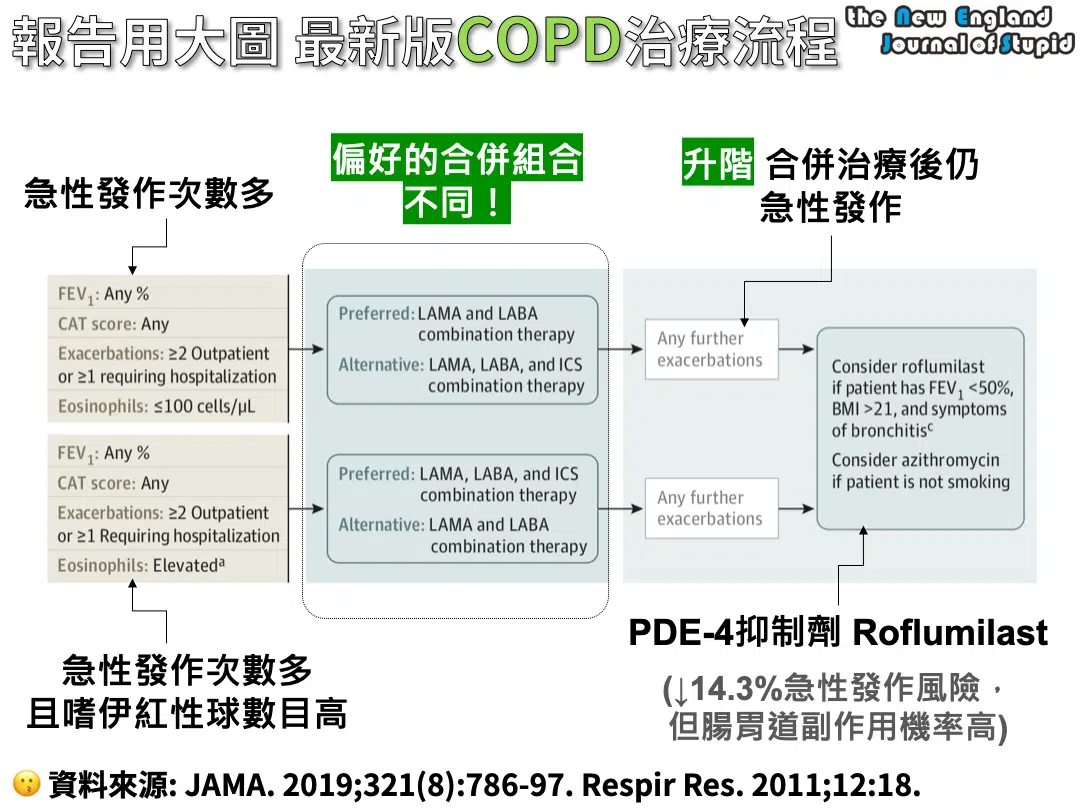 報告用大圖 最新版COPD治療流程
the New England
Journal of Stupid
急性發作次數多
偏好的合併組合
不同！
升階 合併治療後仍
急性發作
FEV1: Any %
CAT score: Any
Exacerbations: ≥2 Outpatient
or ≥1 requiring hospitalization
Eosinophils: ≤100 cells/μL
Preferred: LAMA and LABA
combination therapy
Alternative: LAMA, LABA, and ICS
combination therapy
Any further
exacerbations
FEV1: Any %
CAT score: Any
Exacerbations: ≥2 Outpatient
or ≥1 Requiring hospitalization
Eosinophils: Elevatedᵃ
Preferred: LAMA, LABA, and ICS
combination therapy
Alternative: LAMA and LABA
combination therapy
Any further
exacerbations
Consider roflumilast
if patient has FEV1 <50%,
BMI >21, and symptoms
of bronchitisᶜ
Consider azithromycin
if patient is not smoking
急性發作次數多
且嗜伊紅性球數目高
PDE-4抑制劑 Roflumilast
(↓14.3%急性發作風險，
但腸胃道副作用機率高)
資料來源: JAMA. 2019;321(8):786-97. Respir Res. 2011;12:18.